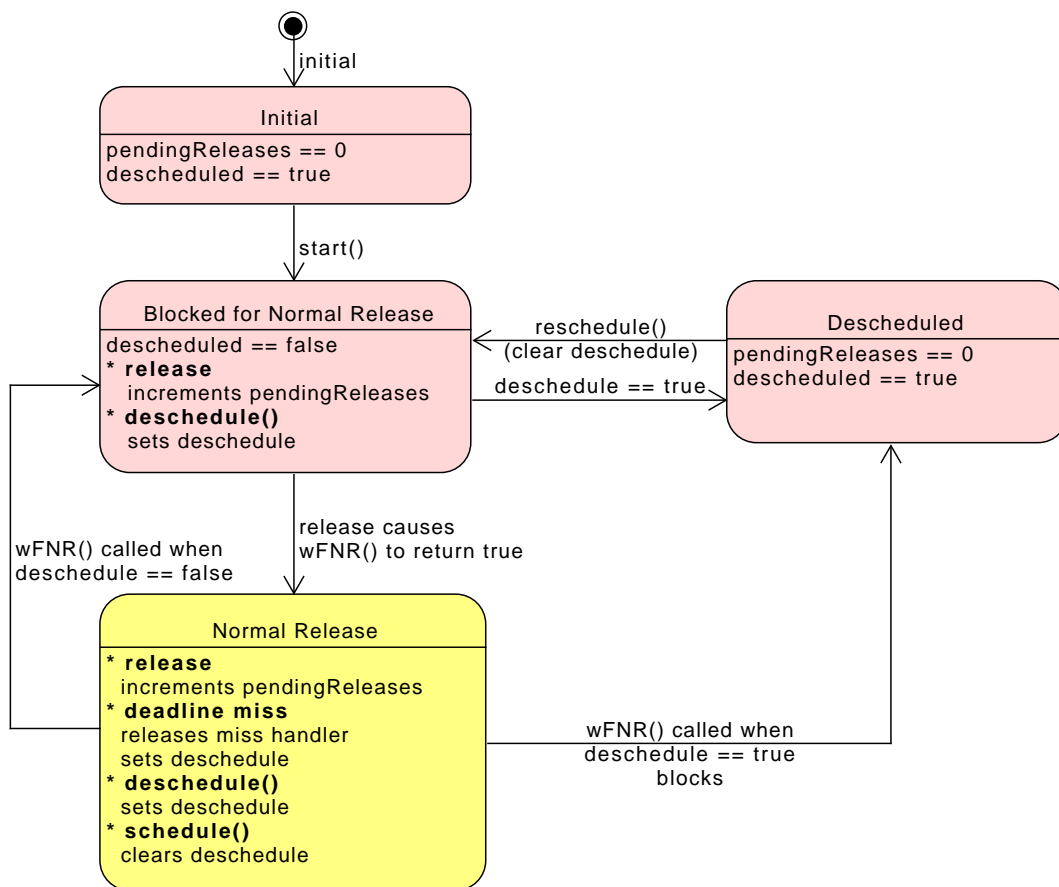 initial
Initial
pendingReleases == 0
descheduled == true
start()
Blocked for Normal Release
descheduled == false
* release
increments pendingReleases
* deschedule()
sets deschedule
reschedule()
(clear deschedule)
deschedule == true
Descheduled
pendingReleases == 0
descheduled == true
release causes
wFNR() to return true
wFNR() called when
deschedule == false
Normal Release
* release
increments pendingReleases
* deadline miss
releases miss handler
sets deschedule
* deschedule()
sets deschedule
* schedule()
clears deschedule
wFNR() called when
deschedule == true
blocks